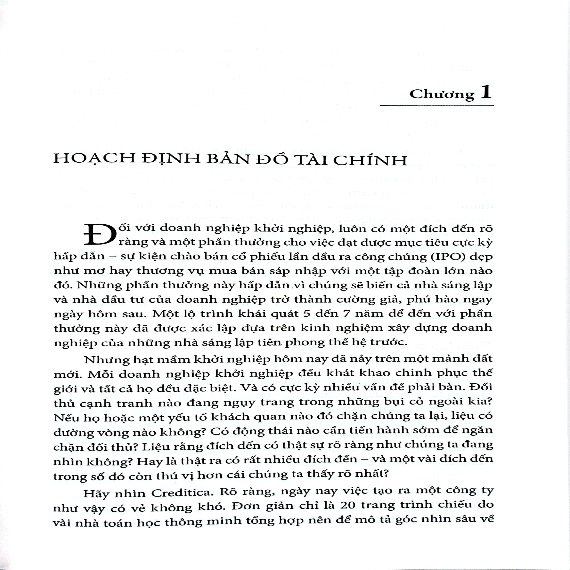 Chương 1
HOẠCH ĐỊNH BẢN ĐỒ TÀI CHÍNH
Đối với doanh nghiệp khởi nghiệp, luôn có một đích đến rõ
ràng và một phần thưởng cho việc đạt được mục tiêu cực kỳ
hấp dẫn – sự kiện chào bán cổ phiếu lần đầu ra công chúng (IPO) đẹp
như mơ hay thương vụ mua bán sáp nhập với một tập đoàn lớn nào
đó. Những phần thưởng này hấp dẫn vì chúng sẽ biến cả nhà sáng lập
và nhà đầu tư của doanh nghiệp trở thành cường giả, phú hào ngay
ngày hôm sau. Một lộ trình khái quát 5 đến 7 năm để đến với phần
thưởng này đã được xác lập dựa trên kinh nghiệm xây dựng doanh
nghiệp của những nhà sáng lập tiên phong thế hệ trước.
Nhưng hạt mầm khởi nghiệp hôm nay đã nảy trên một mảnh đất
mới. Mỗi doanh nghiệp khởi nghiệp đều khát khao chinh phục thế
giới và tất cả họ đều đặc biệt. Và có cực kỳ nhiều vấn đề phải bàn. Đối
thủ cạnh tranh nào đang ngụy trang trong những bụi cỏ ngoài kia?
Nếu họ hoặc một yếu tố khách quan nào đó chặn chúng ta lại, liệu có
đường vòng nào không? Có động thái nào cần tiến hành sớm để ngăn
chặn đối thủ? Liệu rằng đích đến có thật sự rõ ràng như chúng ta đang
nhìn không? Hay là thật ra có rất nhiều đích đến – và một vài đích đến
trong số đó còn thú vị hơn cái chúng ta thấy rõ nhất?
Hãy nhìn Creditica. Rõ ràng, ngày nay việc tạo ra một công ty
như vậy có vẻ không khó. Đơn giản chỉ là 20 trang trình chiếu do
vài nhà toán học thông minh tổng hợp nên để mô tả góc nhìn sâu về